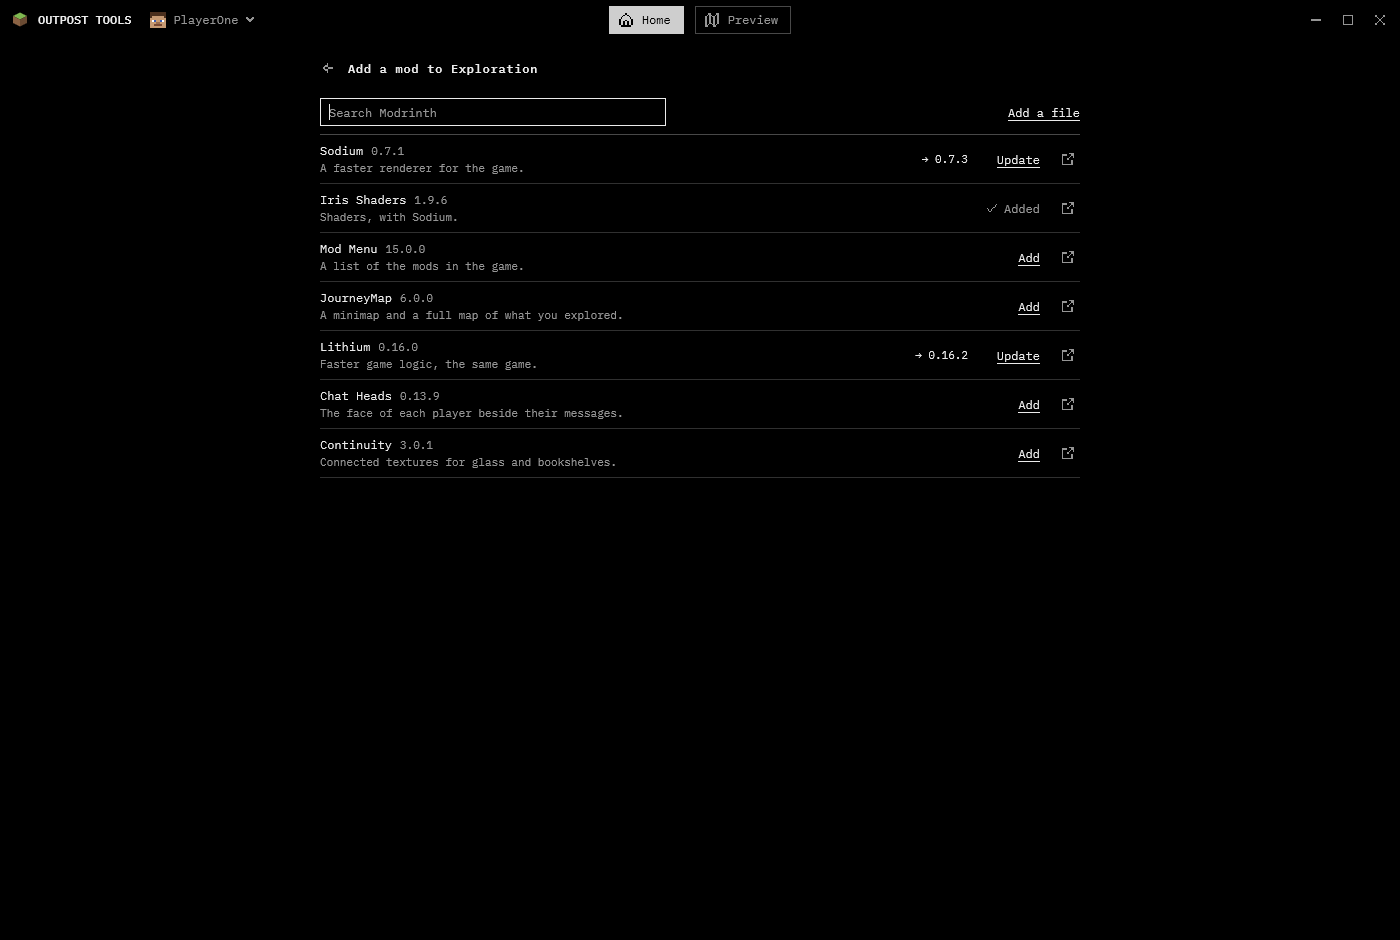 OUTPOST TOOLS PlayerOne Home Preview
Add a mod to Exploration
Search Modrinth Add a file
Sodium 0.7.1 → 0.7.3 Update
A faster renderer for the game.
Iris Shaders 1.9.6 Added
Shaders, with Sodium.
Mod Menu 15.0.0 Add
A list of the mods in the game.
JourneyMap 6.0.0 Add
A minimap and a full map of what you explored.
Lithium 0.16.0 → 0.16.2 Update
Faster game logic, the same game.
Chat Heads 0.13.9 Add
The face of each player beside their messages.
Continuity 3.0.1 Add
Connected textures for glass and bookshelves.